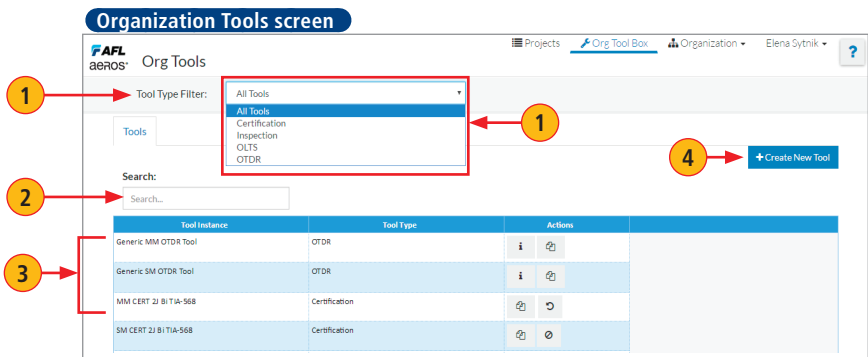 Organization Tools screen
Projects Org Tool Box Organization Elena Sytnik ?
AFL
aeros® Org Tools
1 Tool Type Filter: All Tools
All Tools
Certification
Inspection
OLTS
OTDR
1
Tools
4 + Create New Tool
Search:
2 Search...
Tool Instance Tool Type Actions
Generic MM OTDR Tool OTDR i
Generic SM OTDR Tool OTDR i
3
MM CERT 2J Bi TIA-568 Certification
SM CERT 2J Bi TIA-568 Certification